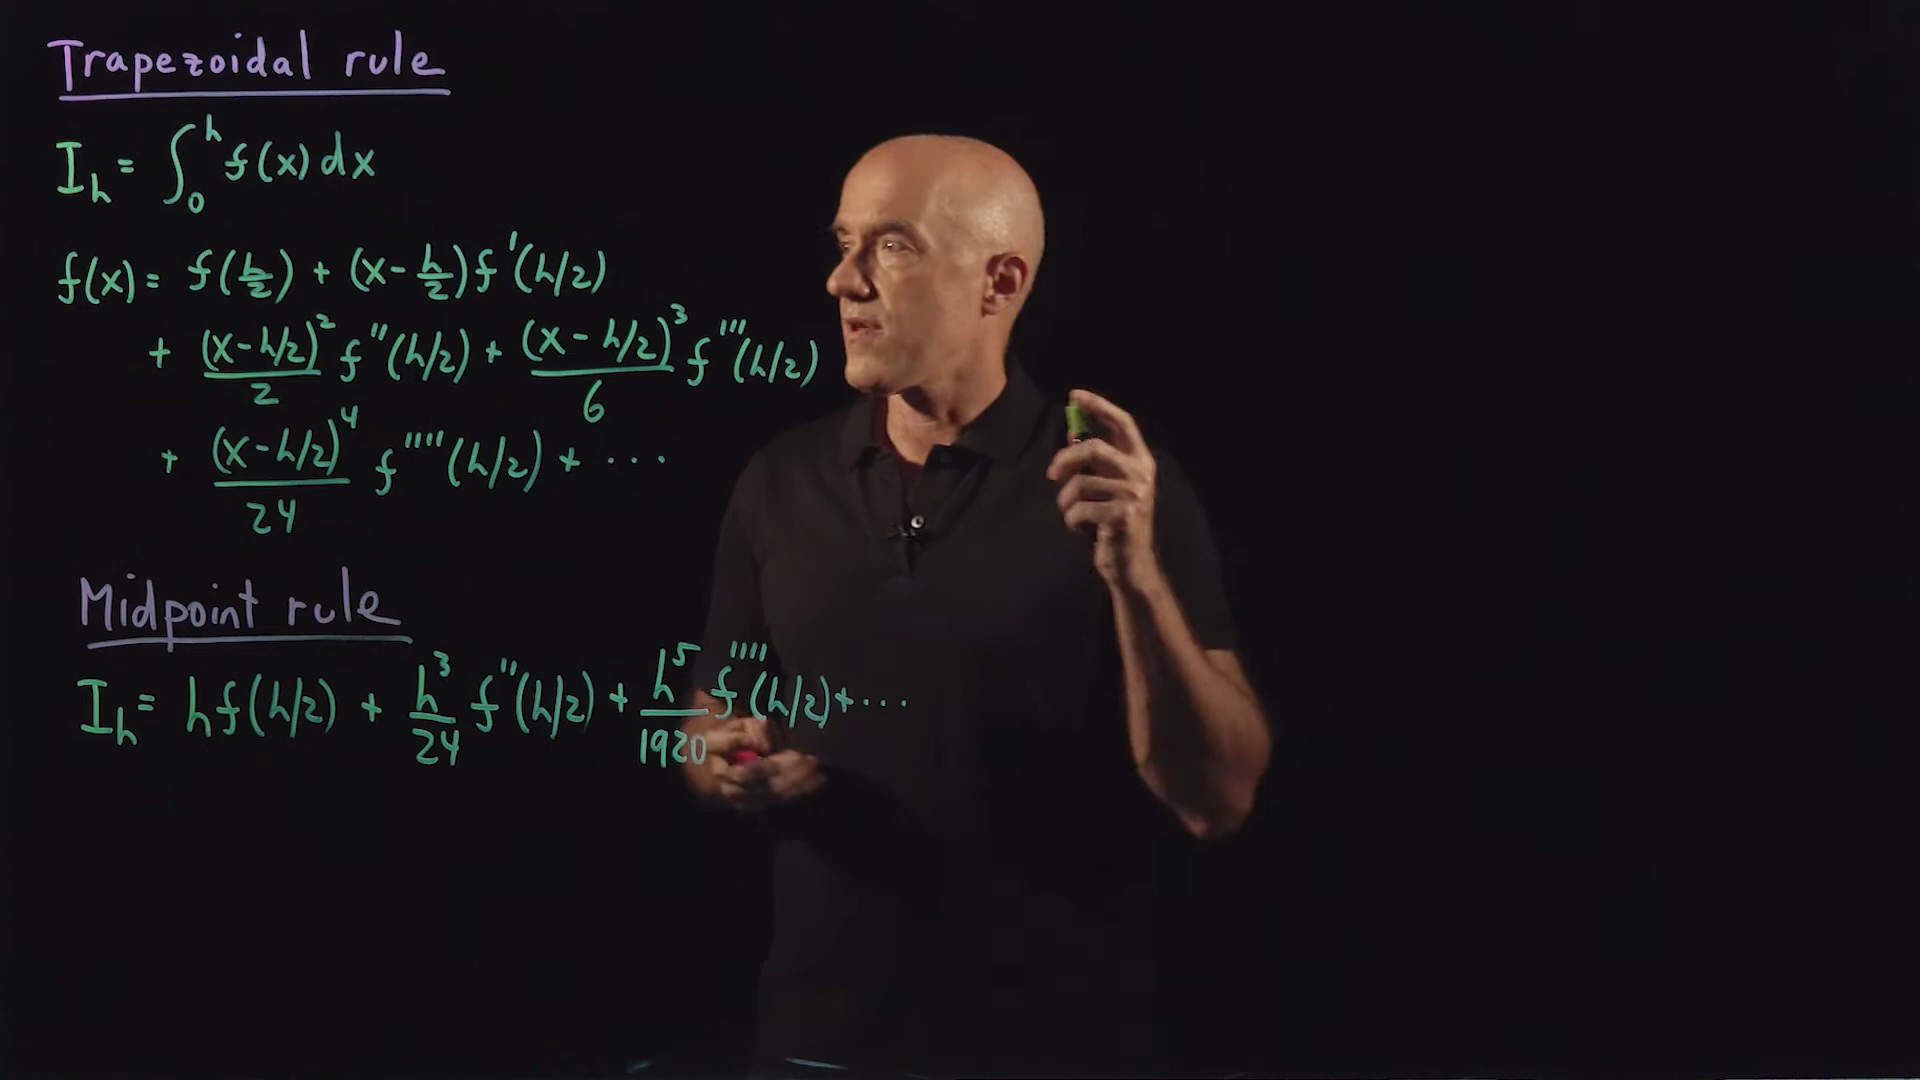 Trapezoidal rule
I_h = ∫_0^h f(x) dx
f(x) = f(h/2) + (x - h/2) f'(h/2)
+ (x - h/2)^2/2 f''(h/2) + (x - h/2)^3/6 f'''(h/2)
+ (x - h/2)^4/24 f''''(h/2) + ...
Midpoint rule
I_h = h f(h/2) + h^3/24 f''(h/2) + h^5/1920 f''''(h/2) + ...